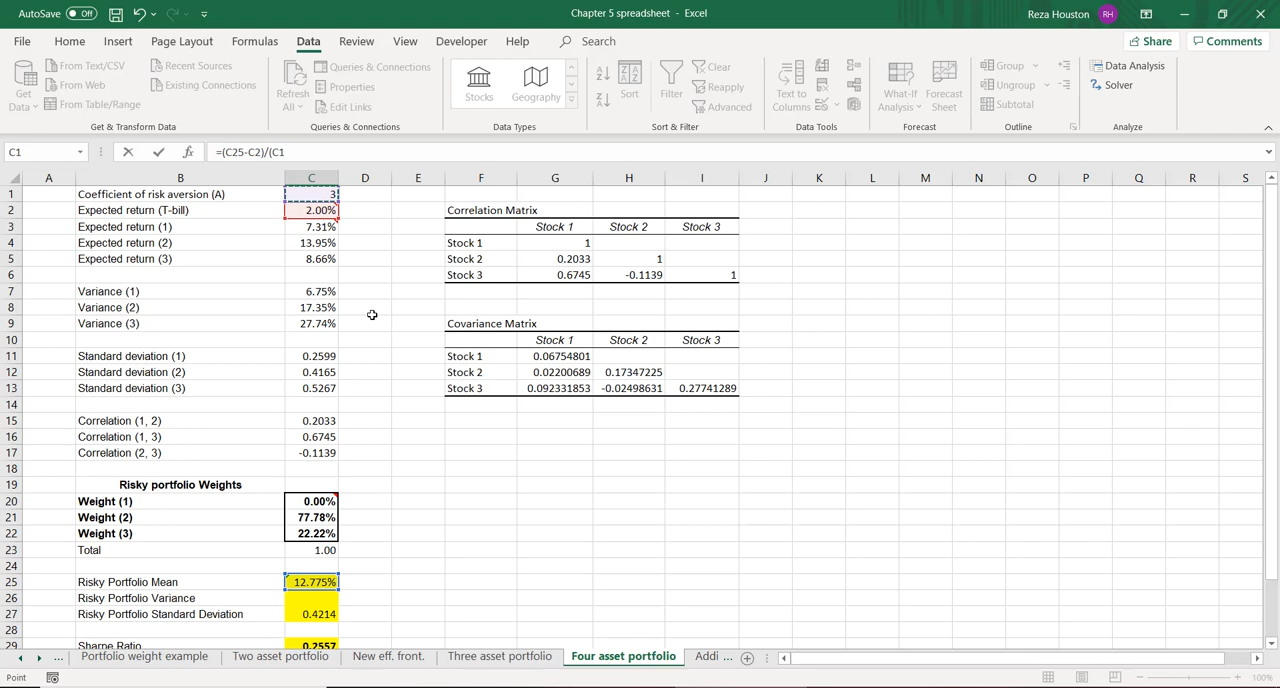 AutoSave Off Chapter 5 spreadsheet - Excel Reza Houston RH
File Home Insert Page Layout Formulas Data Review View Developer Help Search Share Comments
Get Data From Text/CSV From Web From Table/Range Recent Sources Existing Connections
Refresh All Queries & Connections Properties Edit Links
Stocks Geography
Sort Filter Clear Reapply Advanced
Text to Columns
What-If Analysis Forecast Sheet
Group Ungroup Subtotal
Data Analysis Solver
Get & Transform Data Queries & Connections Data Types Sort & Filter Data Tools Forecast Outline Analyze
C1 fx =(C25-C2)/(C1
A B C D E F G H I J K L M N O P Q R S
1 Coefficient of risk aversion (A) 3
2 Expected return (T-bill) 2.00% Correlation Matrix
3 Expected return (1) 7.31% Stock 1 Stock 2 Stock 3
4 Expected return (2) 13.95% Stock 1 1
5 Expected return (3) 8.66% Stock 2 0.2033 1
6 Stock 3 0.6745 -0.1139 1
7 Variance (1) 6.75%
8 Variance (2) 17.35%
9 Variance (3) 27.74% Covariance Matrix
10 Stock 1 Stock 2 Stock 3
11 Standard deviation (1) 0.2599 Stock 1 0.06754801
12 Standard deviation (2) 0.4165 Stock 2 0.02200689 0.17347225
13 Standard deviation (3) 0.5267 Stock 3 0.092331853 -0.02498631 0.27741289
14
15 Correlation (1, 2) 0.2033
16 Correlation (1, 3) 0.6745
17 Correlation (2, 3) -0.1139
18
19 Risky portfolio Weights
20 Weight (1) 0.00%
21 Weight (2) 77.78%
22 Weight (3) 22.22%
23 Total 1.00
24
25 Risky Portfolio Mean 12.775%
26 Risky Portfolio Variance
27 Risky Portfolio Standard Deviation 0.4214
28
29 Sharpe Ratio 0.2557
... Portfolio weight example Two asset portfolio New eff. front. Three asset portfolio Four asset portfolio Addi ...
Point 100%